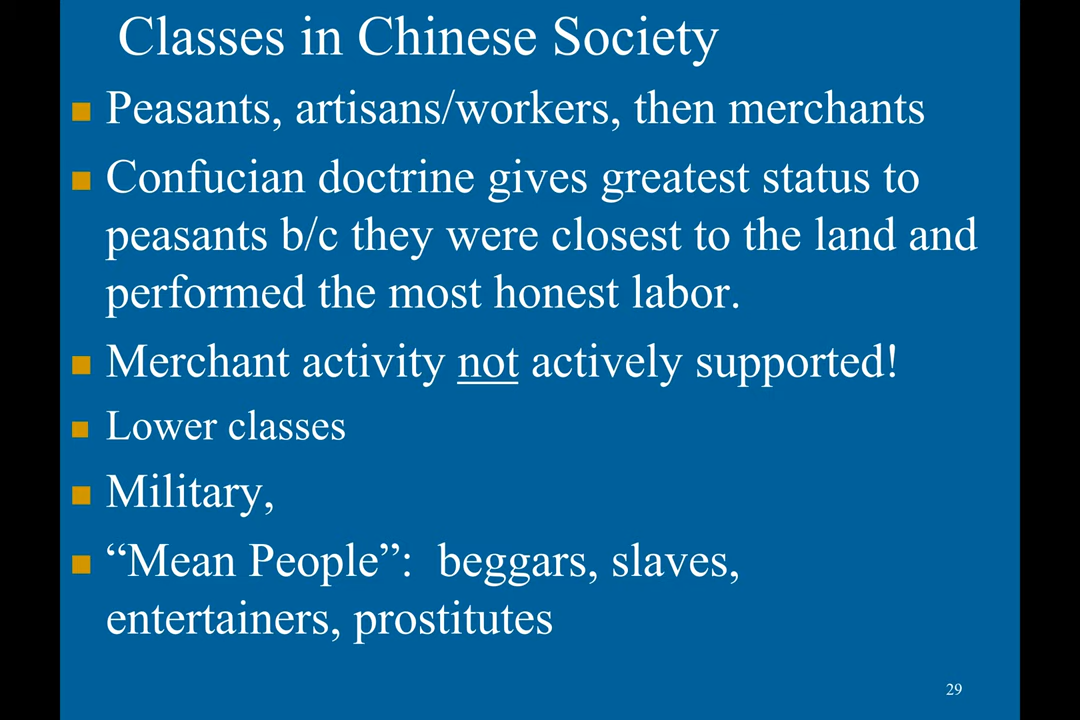 Classes in Chinese Society
Peasants, artisans/workers, then merchants
Confucian doctrine gives greatest status to
peasants b/c they were closest to the land and
performed the most honest labor.
Merchant activity not actively supported!
Lower classes
Military,
“Mean People”:  beggars, slaves,
entertainers, prostitutes
29